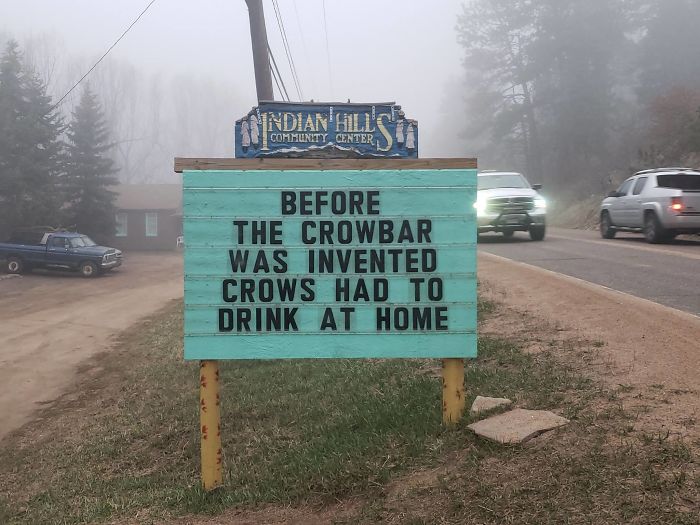 INDIAN HILLS
COMMUNITY CENTER
BEFORE
THE CROWBAR
WAS INVENTED
CROWS HAD TO
DRINK AT HOME